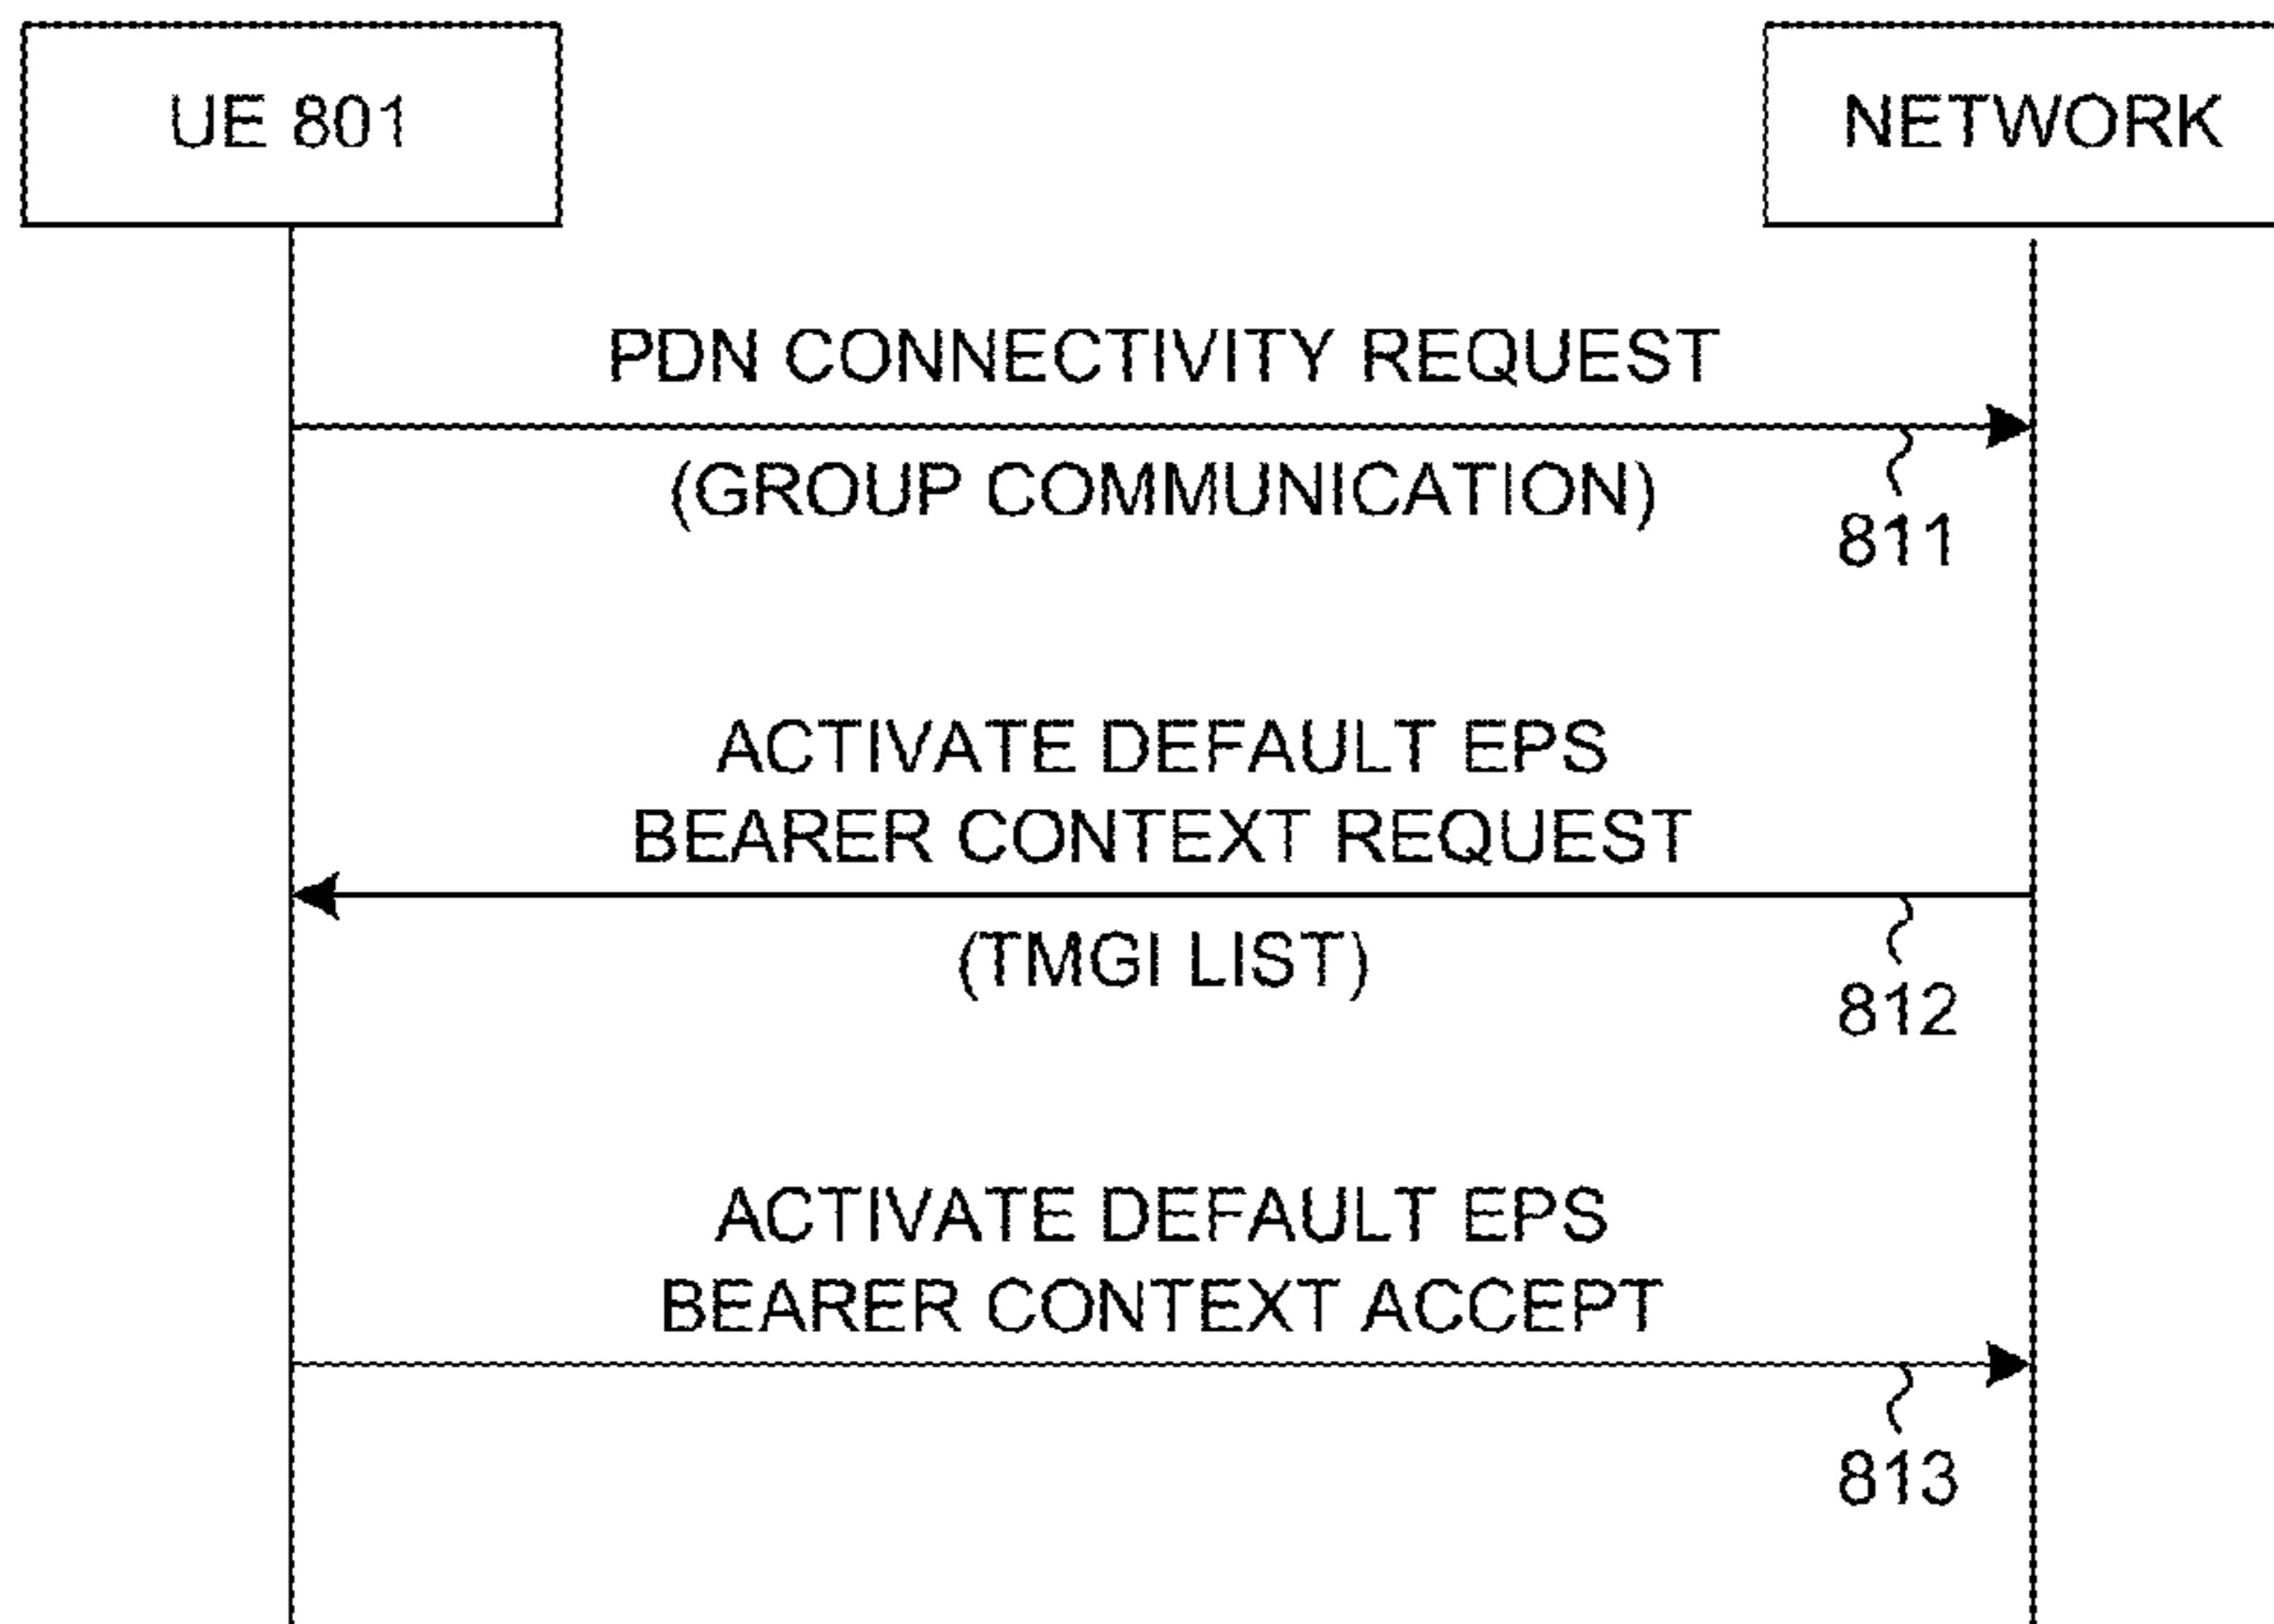 UE 801
NETWORK
PDN CONNECTIVITY REQUEST
(GROUP COMMUNICATION)
811
ACTIVATE DEFAULT EPS
BEARER CONTEXT REQUEST
(TMGI LIST)
812
ACTIVATE DEFAULT EPS
BEARER CONTEXT ACCEPT
813